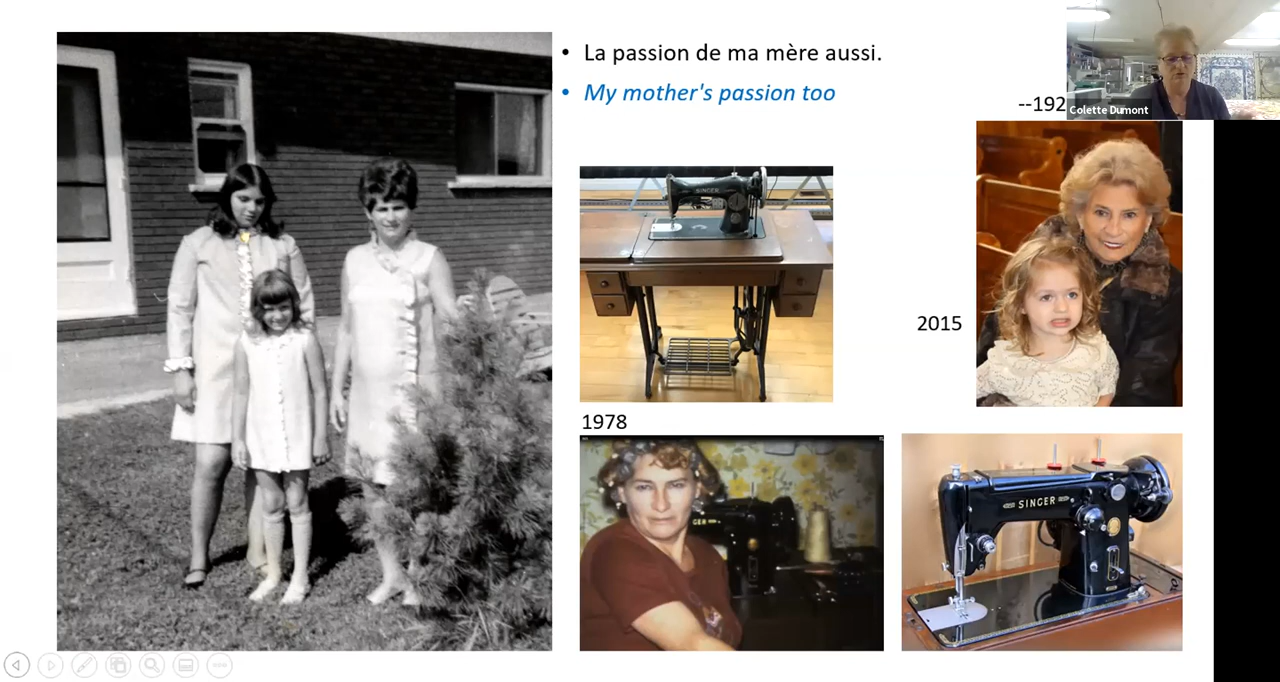 La passion de ma mère aussi.
My mother's passion too
--192
Colette Dumont
SINGER
2015
1978
SINGER